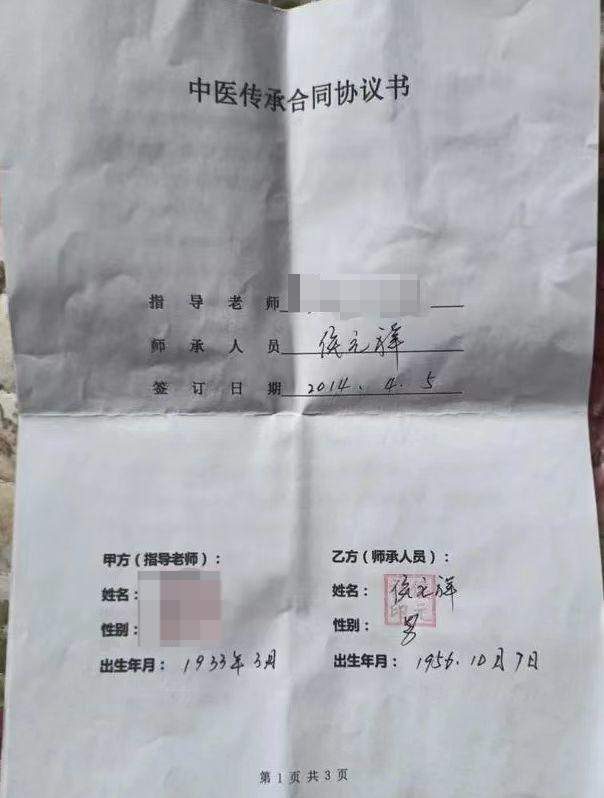 中医传承合同协议书
指导老师
师承人员 侯元祥
签订日期 2014.4.5
甲方(指导老师):
姓名:
性别:
出生年月: 1933年3月
乙方(师承人员):
姓名: 侯元祥
性别: 男
出生年月: 1956.10月7日
第1页共3页